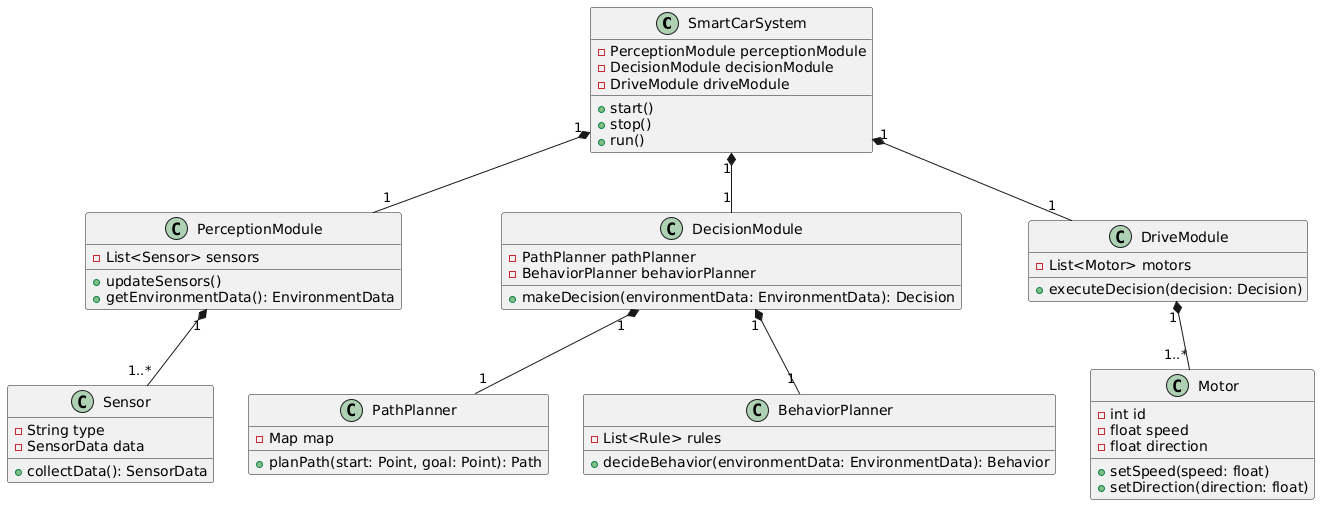 C SmartCarSystem
PerceptionModule perceptionModule
DecisionModule decisionModule
DriveModule driveModule
start()
stop()
run()
1
1
1
1
1
1
C PerceptionModule
List<Sensor> sensors
updateSensors()
getEnvironmentData(): EnvironmentData
C DecisionModule
PathPlanner pathPlanner
BehaviorPlanner behaviorPlanner
makeDecision(environmentData: EnvironmentData): Decision
C DriveModule
List<Motor> motors
executeDecision(decision: Decision)
1
1
1
1
1..*
1
1
1..*
C Sensor
String type
SensorData data
collectData(): SensorData
C PathPlanner
Map map
planPath(start: Point, goal: Point): Path
C BehaviorPlanner
List<Rule> rules
decideBehavior(environmentData: EnvironmentData): Behavior
C Motor
int id
float speed
float direction
setSpeed(speed: float)
setDirection(direction: float)